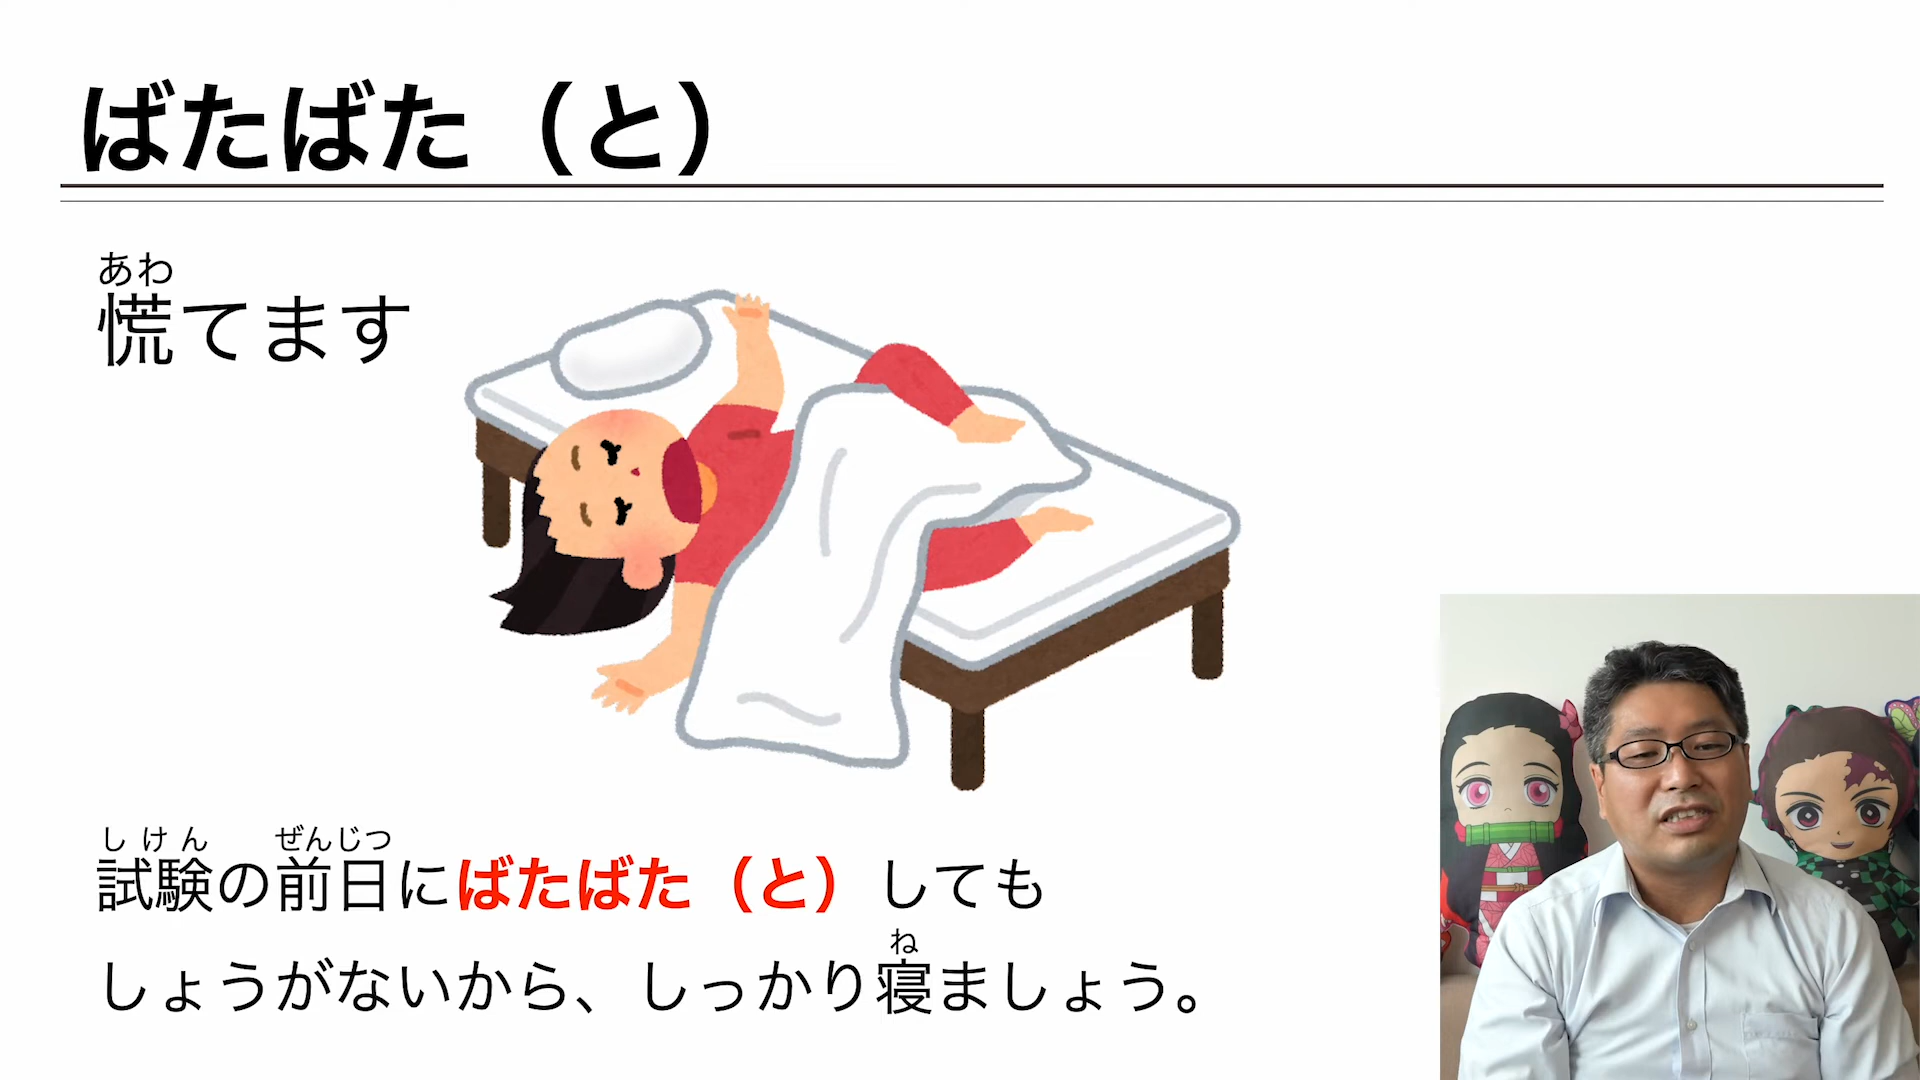 ばたばた（と）
あわ
慌てます
しけん ぜんじつ
試験の前日にばたばた（と）しても
ね
しょうがないから、しっかり寝ましょう。